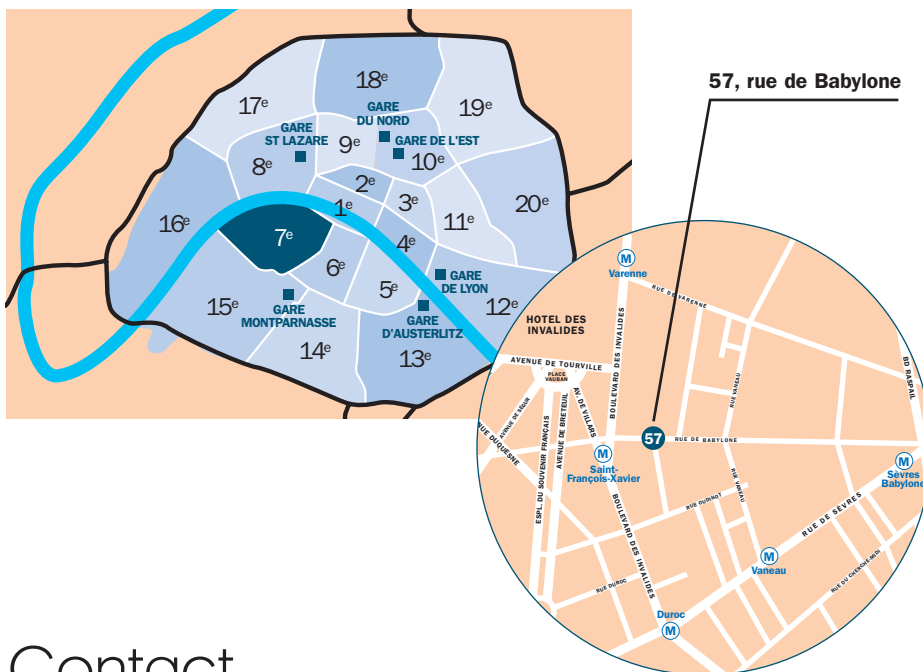 18e
17e
19e
GARE
DU NORD
GARE
ST LAZARE
9e
GARE DE L'EST
8e
10e
2e
3e
1e
20e
11e
16e
7e
4e
6e
5e
GARE
DE LYON
15e
12e
GARE
MONTPARNASSE
GARE
D'AUSTERLITZ
14e
13e
57, rue de Babylone
M
Varenne
RUE DE VARENNE
HOTEL DES
INVALIDES
BOULEVARD DES INVALIDES
AVENUE DE TOURVILLE
PLACE
VAUBAN
BD RASPAIL
RUE VANEAU
AV. DE VILLARS
AVENUE DE SÉGUR
AVENUE DE BRETEUIL
ESPL. DU SOUVENIR FRANÇAIS
RUE DUQUESNE
57
RUE DE BABYLONE
M
Saint-
François-Xavier
M
Sèvres
Babylone
RUE VANEAU
RUE OUDINOT
BOULEVARD DES INVALIDES
RUE DE SÈVRES
M
Vaneau
RUE DU CHERCHE-MIDI
RUE DUROC
Duroc
M
Contact